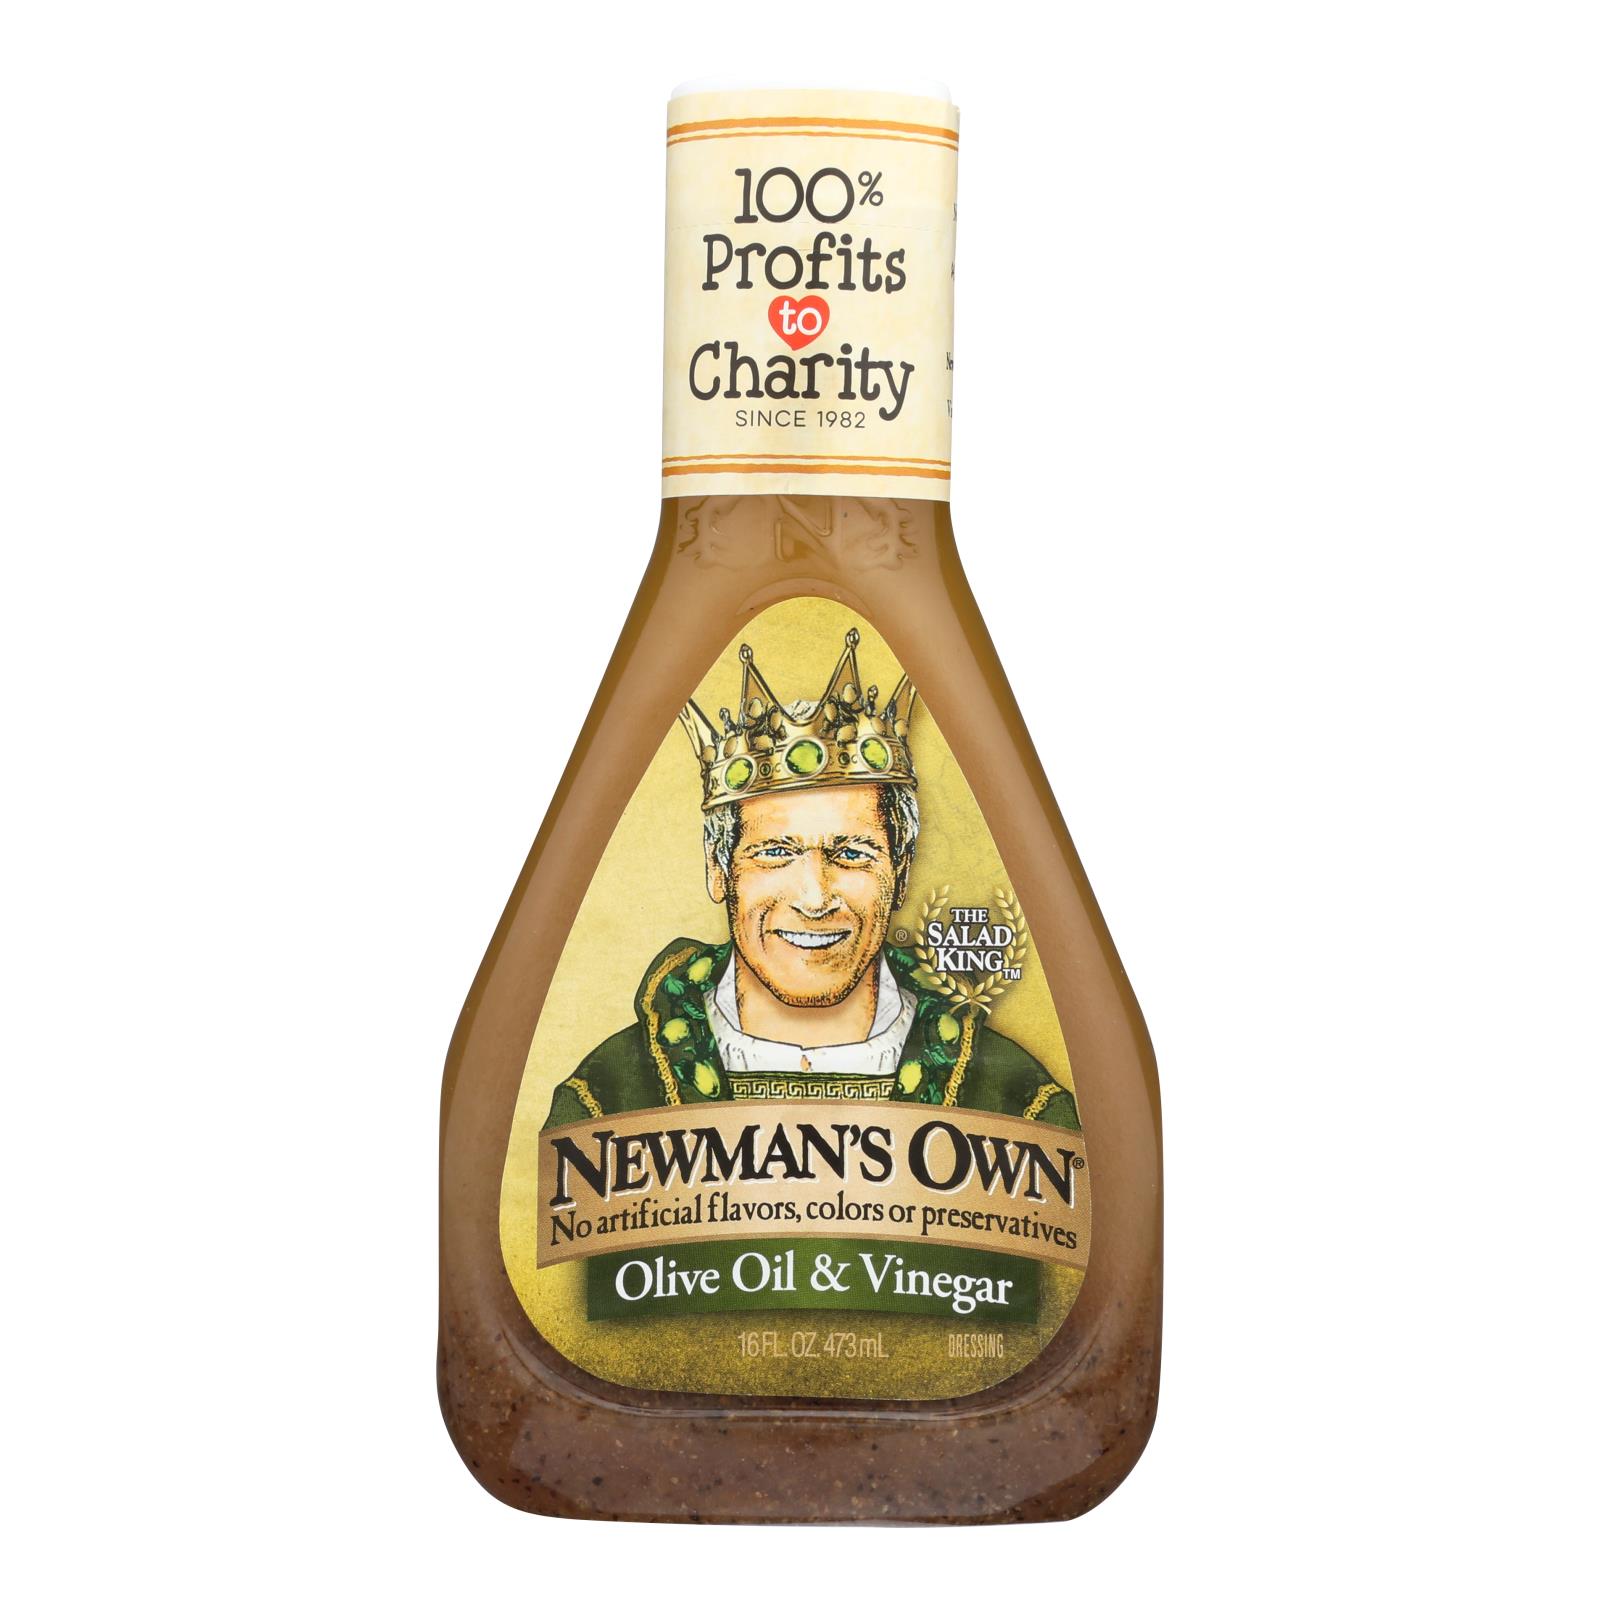 100%
Profits
to
Charity
SINCE 1982
N
THE
SALAD
KING™
®
NEWMAN'S OWN®
No artificial flavors, colors or preservatives
Olive Oil & Vinegar
16 FL. OZ. 473 mL DRESSING